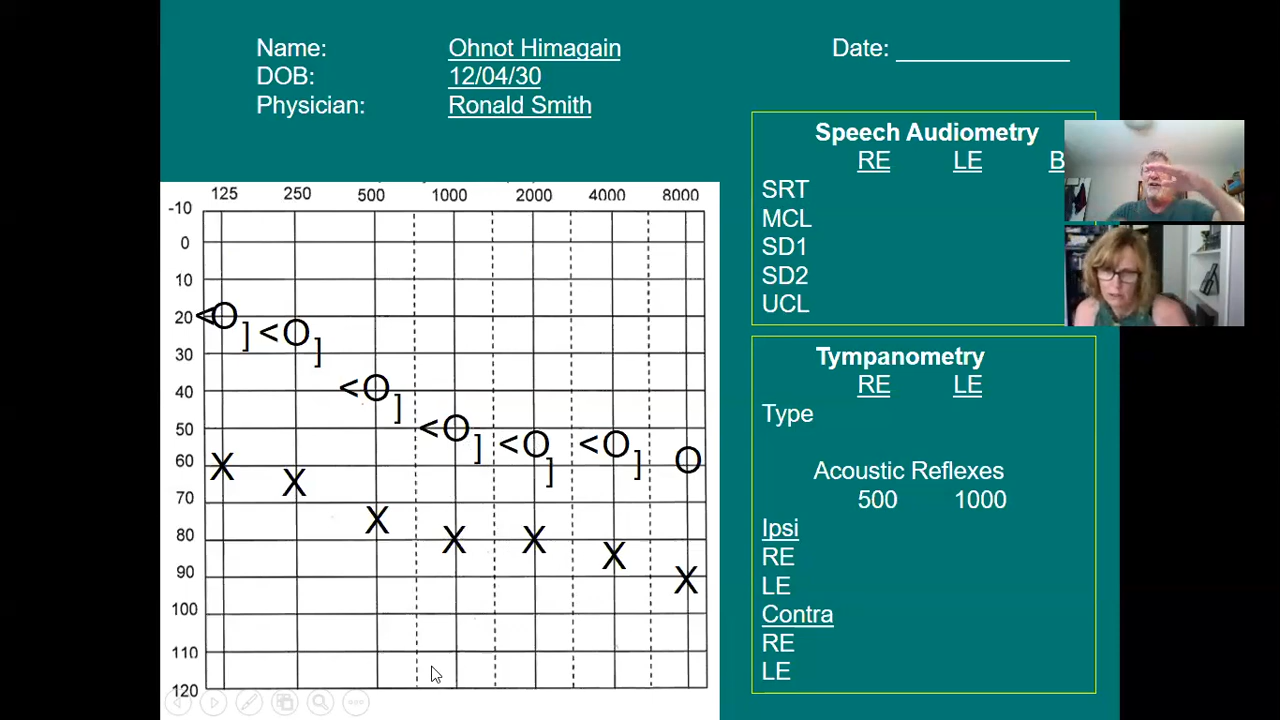 Name: Ohnot Himagain Date:
DOB: 12/04/30
Physician: Ronald Smith
Speech Audiometry
RE LE B
SRT
MCL
SD1
SD2
UCL
125 250 500 1000 2000 4000 8000
-10
0
10
20
30
40
50
60
70
80
90
100
110
120
<O ] <O ]
<O ]
<O ] <O ] <O ] O
X X
X X X X X
Tympanometry
RE LE
Type
Acoustic Reflexes
500 1000
Ipsi
RE
LE
Contra
RE
LE